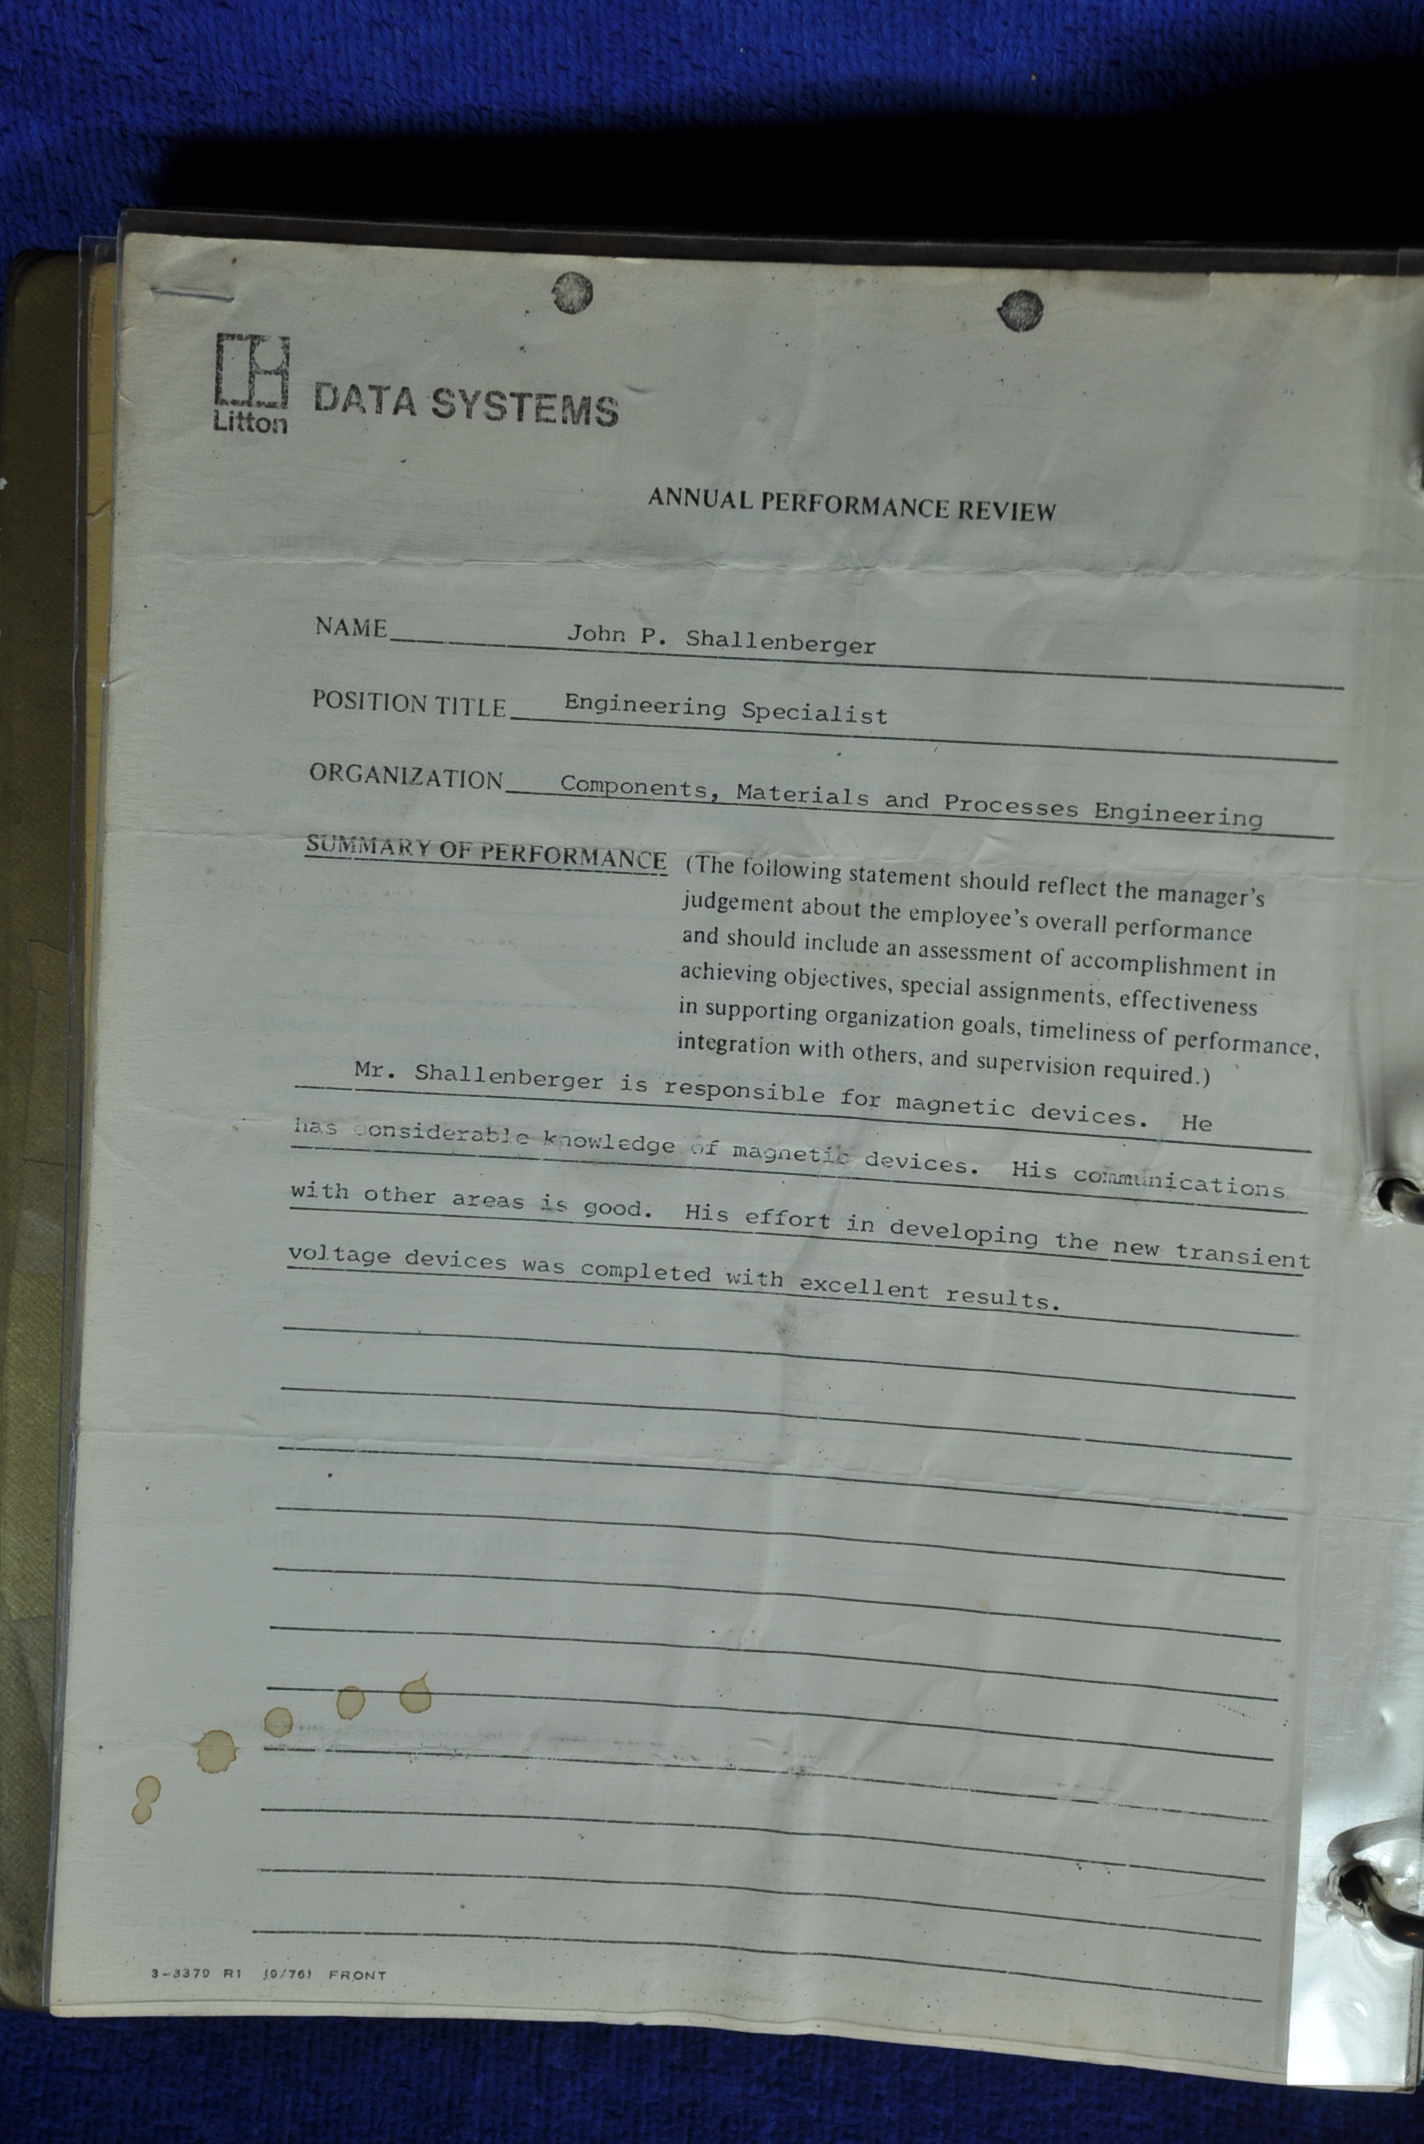 Litton
DATA SYSTEMS
ANNUAL PERFORMANCE REVIEW
NAME John P. Shallenberger
POSITION TITLE Engineering Specialist
ORGANIZATION Components, Materials and Processes Engineering
SUMMARY OF PERFORMANCE (The following statement should reflect the manager's
judgement about the employee's overall performance
and should include an assessment of accomplishment in
achieving objectives, special assignments, effectiveness
in supporting organization goals, timeliness of performance,
integration with others, and supervision required.)
Mr. Shallenberger is responsible for magnetic devices. He
has considerable knowledge of magnetic devices. His communications
with other areas is good. His effort in developing the new transient
voltage devices was completed with excellent results.
3-3379 R1 (9/76) FRONT